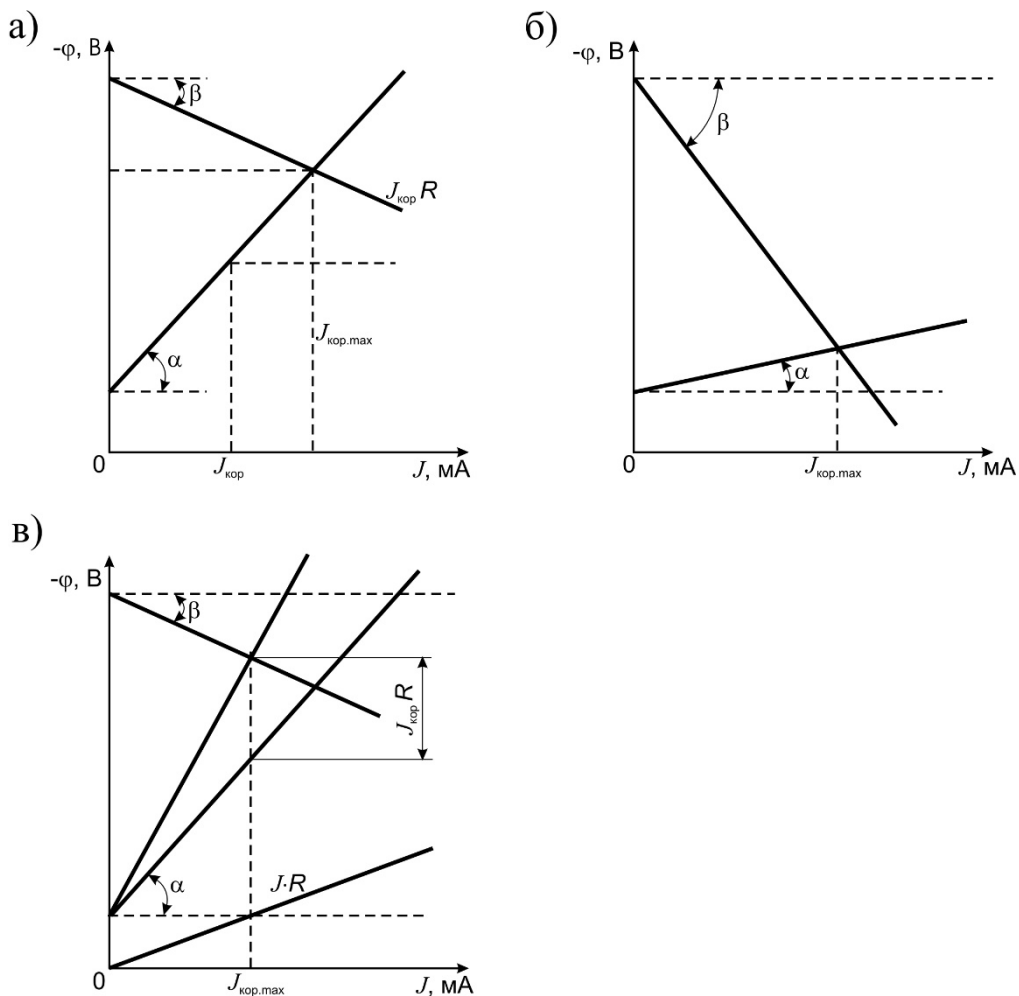 а)
-φ, В
β
J кор R
J кор.max
α
0
J кор
J, мА
б)
-φ, В
β
α
0
J кор.max
J, мА
в)
-φ, В
β
J кор R
α
J·R
0
J кор.max
J, мА